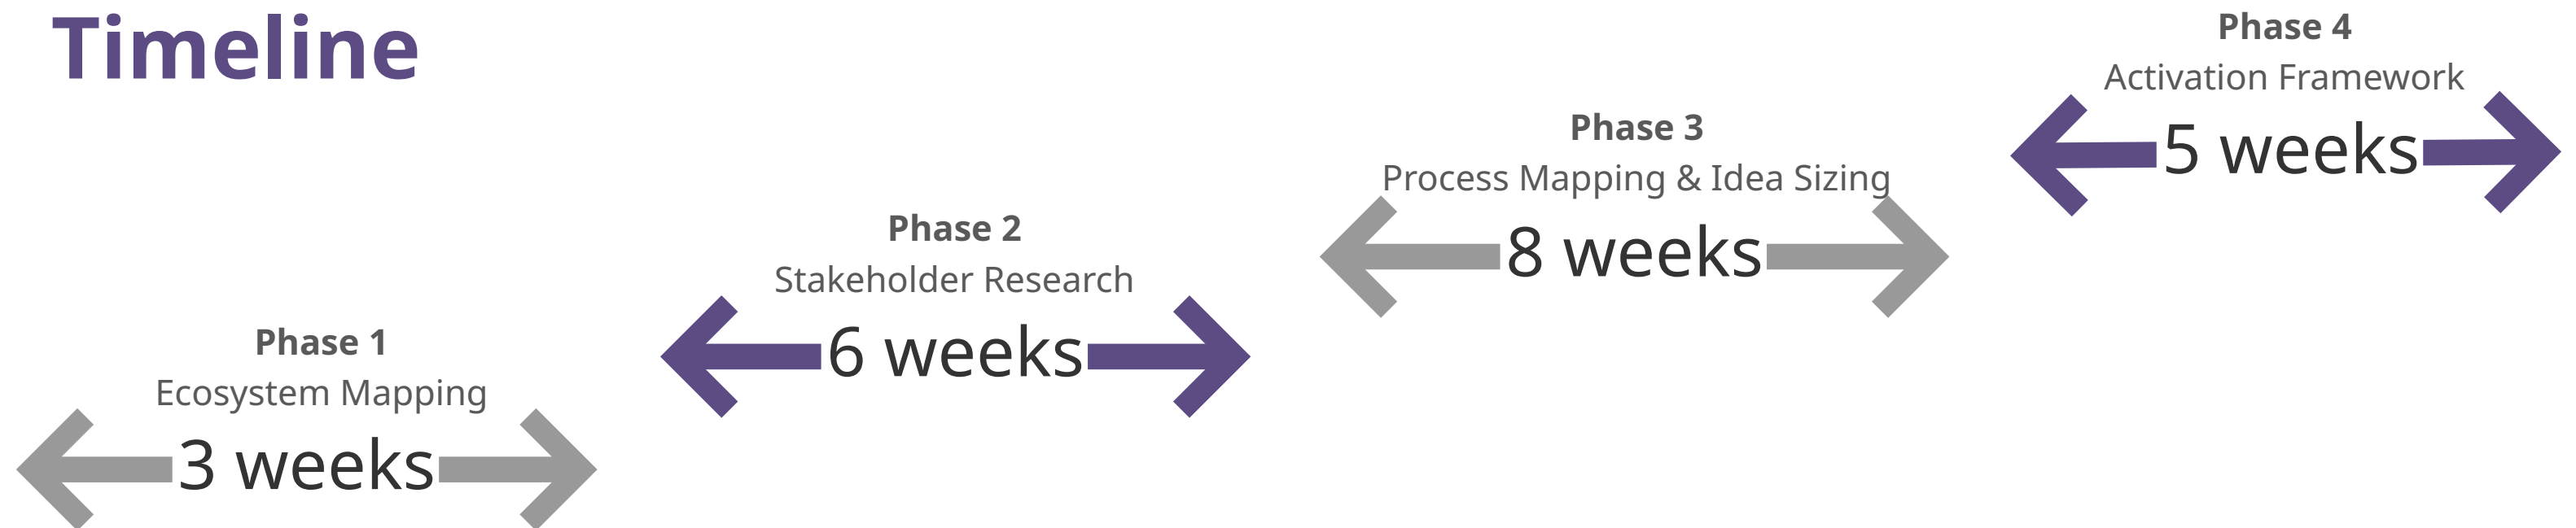 Timeline
Phase 1
Ecosystem Mapping
3 weeks
Phase 2
Stakeholder Research
6 weeks
Phase 3
Process Mapping & Idea Sizing
8 weeks
Phase 4
Activation Framework
5 weeks